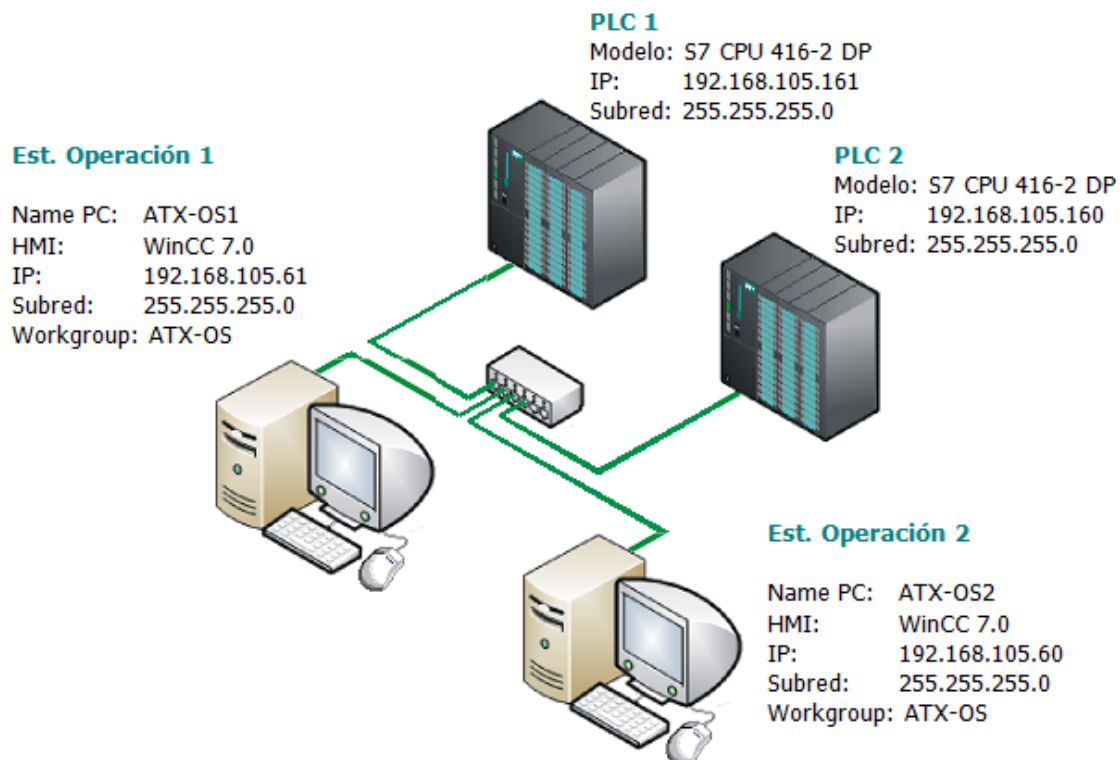 PLC 1
Modelo: S7 CPU 416-2 DP
IP: 192.168.105.161
Subred: 255.255.255.0
Est. Operación 1
Name PC: ATX-OS1
HMI: WinCC 7.0
IP: 192.168.105.61
Subred: 255.255.255.0
Workgroup: ATX-OS
PLC 2
Modelo: S7 CPU 416-2 DP
IP: 192.168.105.160
Subred: 255.255.255.0
Est. Operación 2
Name PC: ATX-OS2
HMI: WinCC 7.0
IP: 192.168.105.60
Subred: 255.255.255.0
Workgroup: ATX-OS